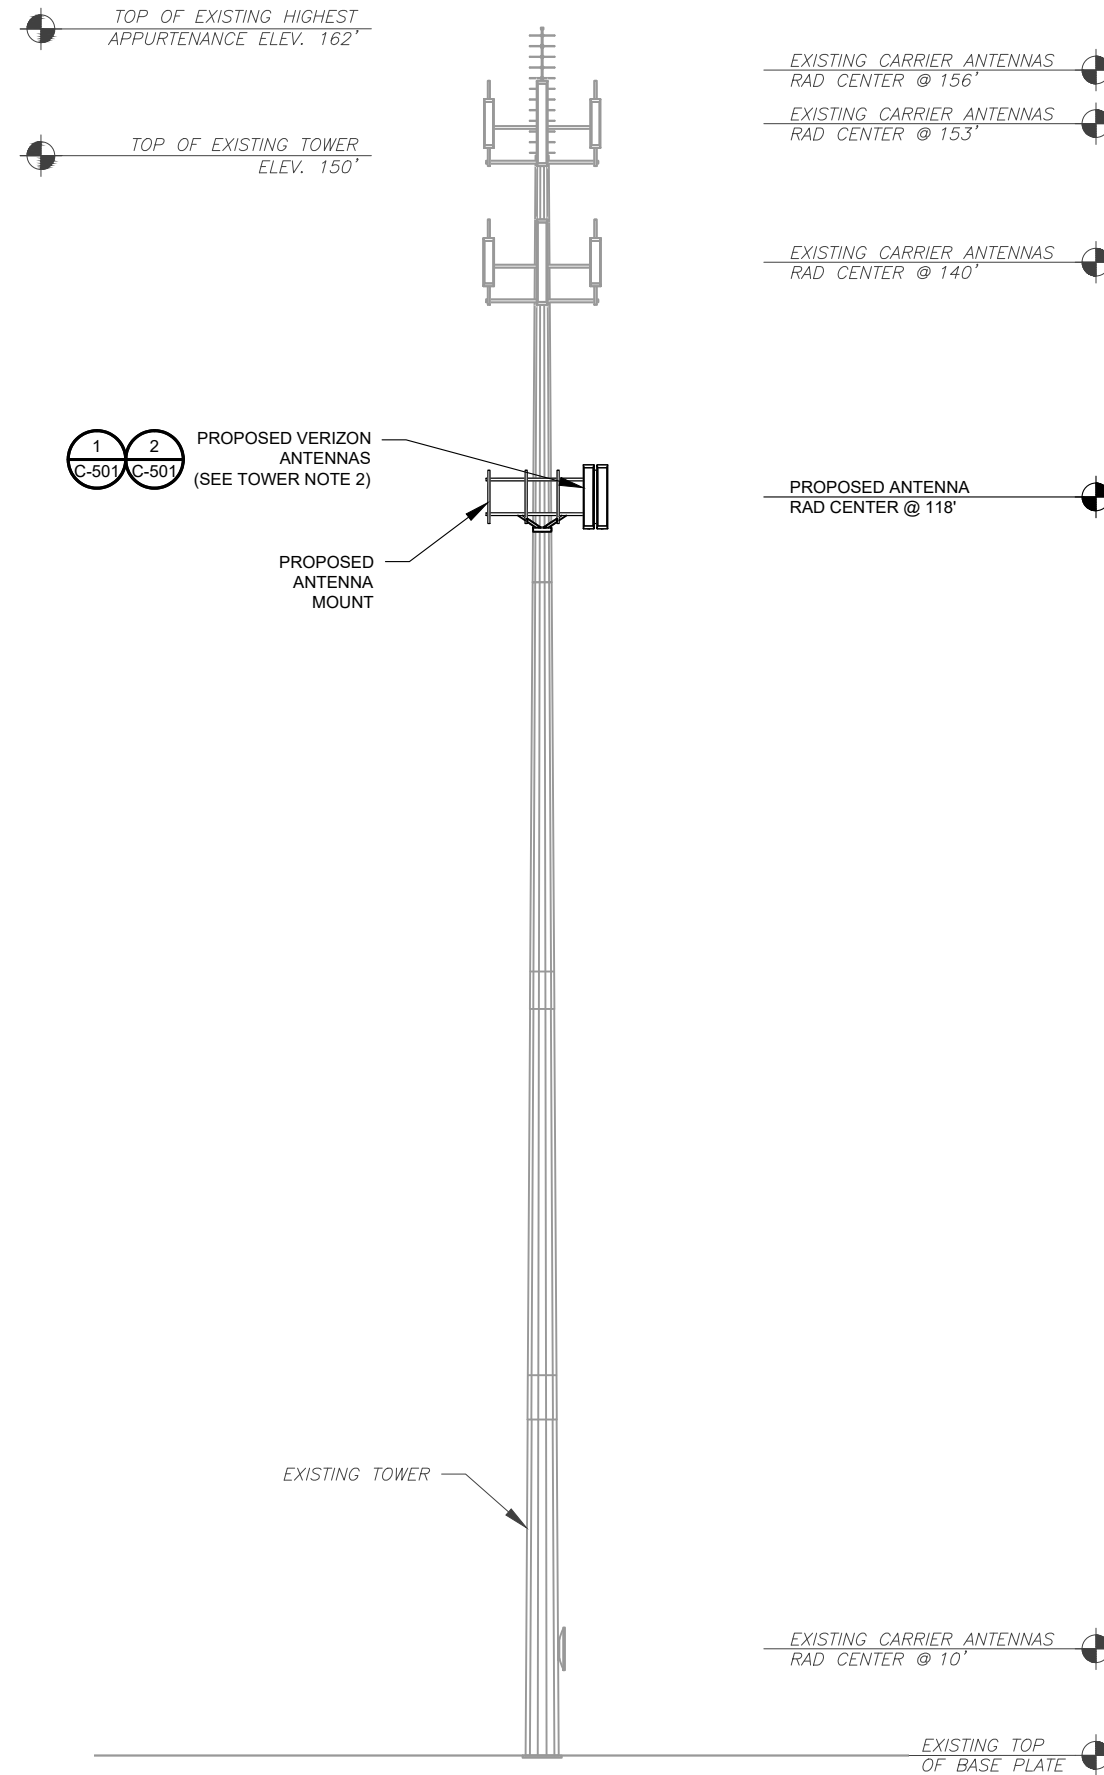 TOP OF EXISTING HIGHEST
APPURTENANCE ELEV. 162'
EXISTING CARRIER ANTENNAS
RAD CENTER @ 156'
EXISTING CARRIER ANTENNAS
RAD CENTER @ 153'
TOP OF EXISTING TOWER
ELEV. 150'
EXISTING CARRIER ANTENNAS
RAD CENTER @ 140'
1
C-501
2
C-501
PROPOSED VERIZON
ANTENNAS
(SEE TOWER NOTE 2)
PROPOSED ANTENNA
RAD CENTER @ 118'
PROPOSED
ANTENNA
MOUNT
EXISTING TOWER
EXISTING CARRIER ANTENNAS
RAD CENTER @ 10'
EXISTING TOP
OF BASE PLATE